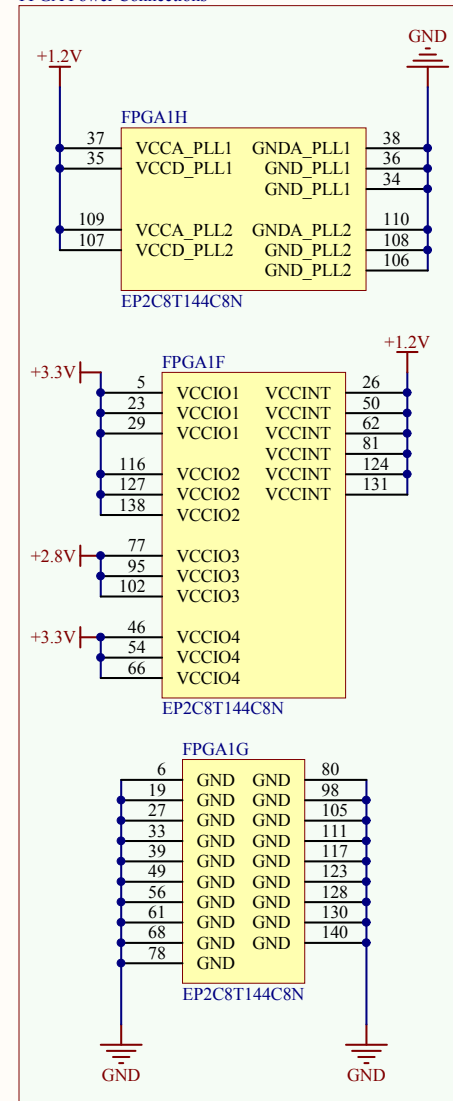 GND
+1.2V
FPGA1H
37 VCCA_PLL1 GNDA_PLL1 38
35 VCCD_PLL1 GND_PLL1 36
GND_PLL1 34
109 VCCA_PLL2 GNDA_PLL2 110
107 VCCD_PLL2 GND_PLL2 108
GND_PLL2 106
EP2C8T144C8N
+1.2V
FPGA1F
+3.3V
5 VCCIO1 VCCINT 26
23 VCCIO1 VCCINT 50
29 VCCIO1 VCCINT 62
VCCINT 81
116 VCCIO2 VCCINT 124
127 VCCIO2 VCCINT 131
138 VCCIO2
+2.8V
77 VCCIO3
95 VCCIO3
102 VCCIO3
+3.3V
46 VCCIO4
54 VCCIO4
66 VCCIO4
EP2C8T144C8N
FPGA1G
6 GND GND 80
19 GND GND 98
27 GND GND 105
33 GND GND 111
39 GND GND 117
49 GND GND 123
56 GND GND 128
61 GND GND 130
68 GND GND 140
78 GND
EP2C8T144C8N
GND GND